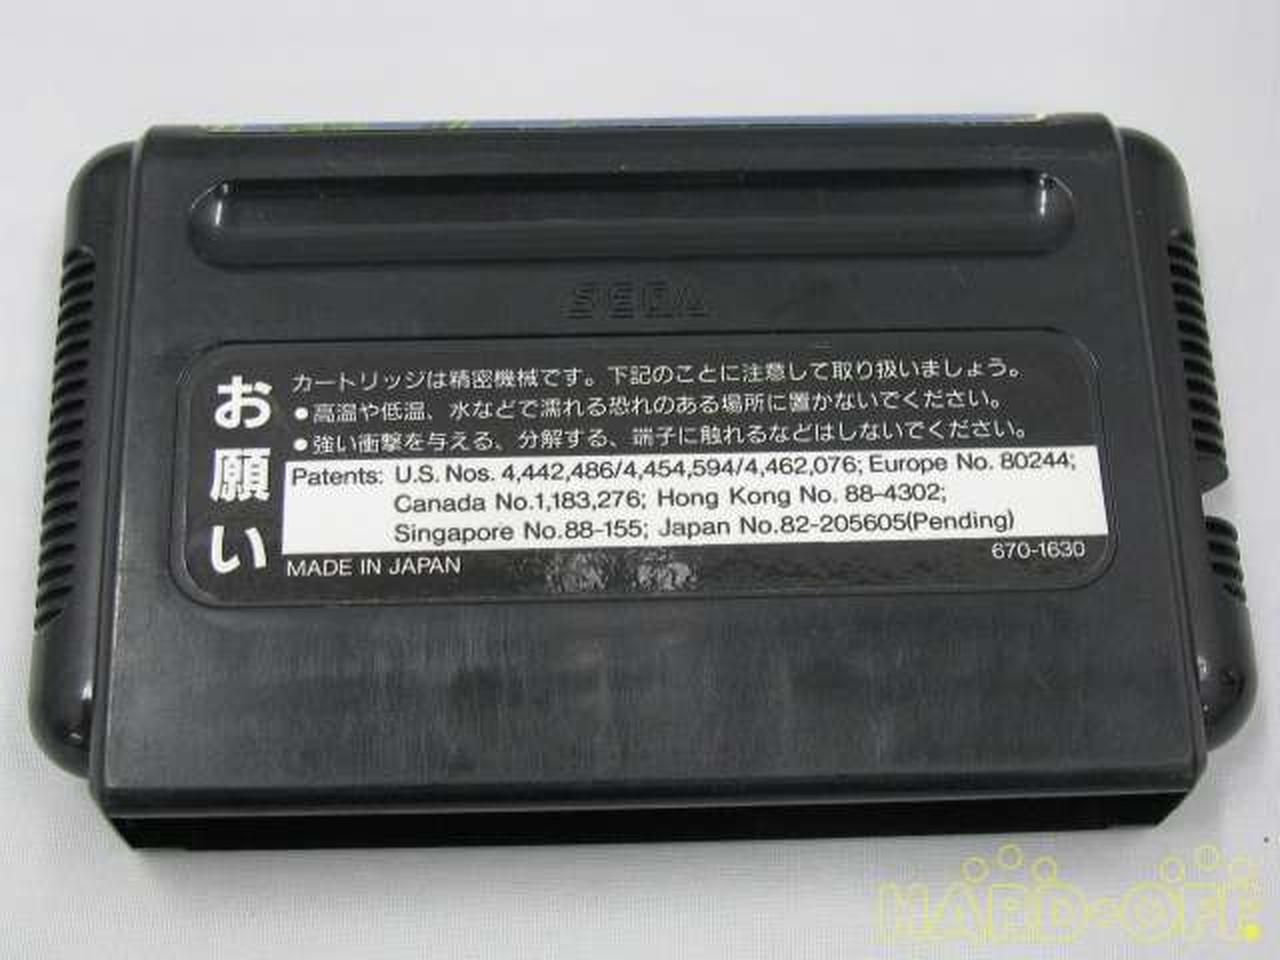 SEGA
お願い
カートリッジは精密機械です。下記のことに注意して取り扱いましょう。
●高温や低温、水などで濡れる恐れのある場所に置かないでください。
●強い衝撃を与える、分解する、端子に触れるなどはしないでください。
Patents: U.S. Nos. 4,442,486/4,454,594/4,462,076; Europe No. 80244;
Canada No.1,183,276; Hong Kong No. 88-4302;
Singapore No.88-155; Japan No.82-205605(Pending)
MADE IN JAPAN
670-1630
HARD-OFF